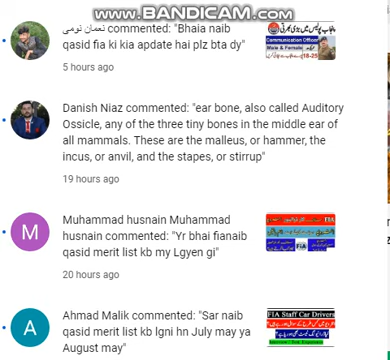 www.BANDICAM.com
نعمان نومی commented: "Bhaia naib
qasid fia ki kia apdate hai plz bta dy"
5 hours ago
Communication Officer
Male & Female
18-25
Danish Niaz commented: "ear bone, also called Auditory
Ossicle, any of the three tiny bones in the middle ear of
all mammals. These are the malleus, or hammer, the
incus, or anvil, and the stapes, or stirrup"
19 hours ago
M
Muhammad husnain Muhammad
husnain commented: "Yr bhai fianaib
qasid merit list kb my Lgyen gi"
FIA
20 hours ago
A
Ahmad Malik commented: "Sar naib
qasid merit list kb lgni hn July may ya
August may"
FIA Staff Car Drivers